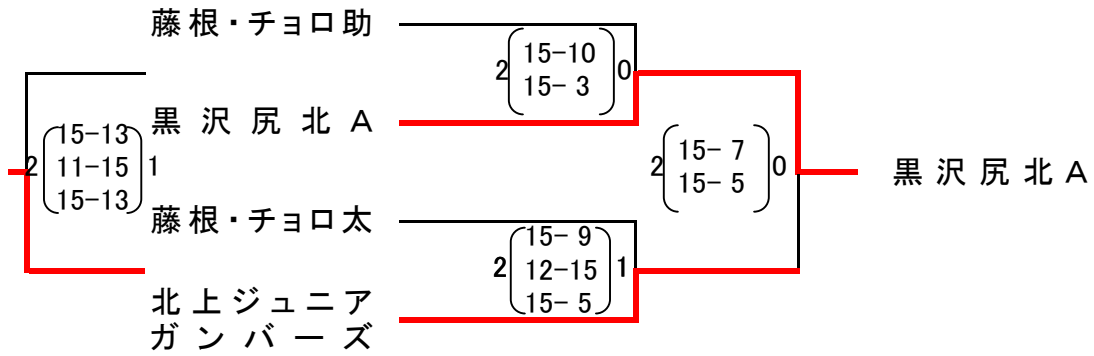 藤根・チョロ助
2 15-10 0
15- 3
黒沢尻北A
2 15-13 1
11-15
15-13
2 15- 7 0
15- 5
黒沢尻北A
藤根・チョロ太
2 15- 9 1
12-15
15- 5
北上ジュニア
ガンバーズ